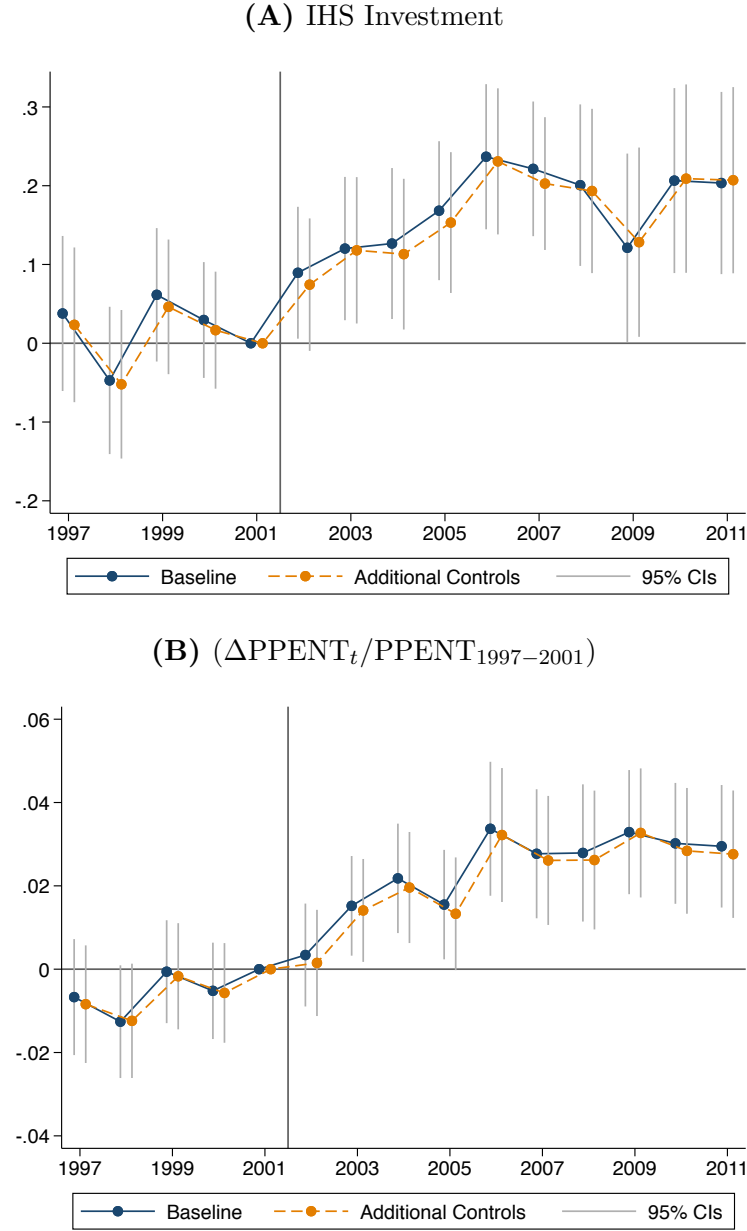 (A) IHS Investment
.3
.2
.1
0
-.1
-.2
1997 1999 2001 2003 2005 2007 2009 2011
Baseline Additional Controls 95% CIs
(B) (ΔPPENTₜ/PPENT₁₉₉₇₋₂₀₀₁)
.06
.04
.02
0
-.02
-.04
1997 1999 2001 2003 2005 2007 2009 2011
Baseline Additional Controls 95% CIs